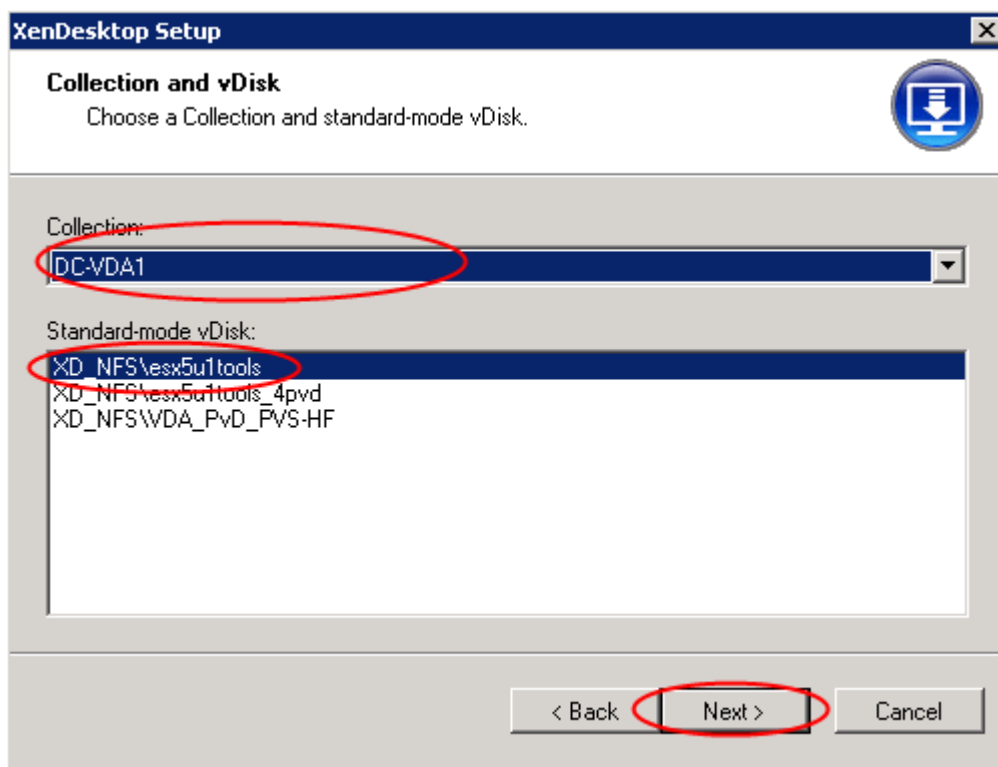 XenDesktop Setup
Collection and vDisk
Choose a Collection and standard-mode vDisk.
Collection:
DC-VDA1
Standard-mode vDisk:
XD_NFS\esx5u1tools
XD_NFS\esx5u1tools_4pvd
XD_NFS\VDA_PvD_PVS-HF
< Back Next > Cancel